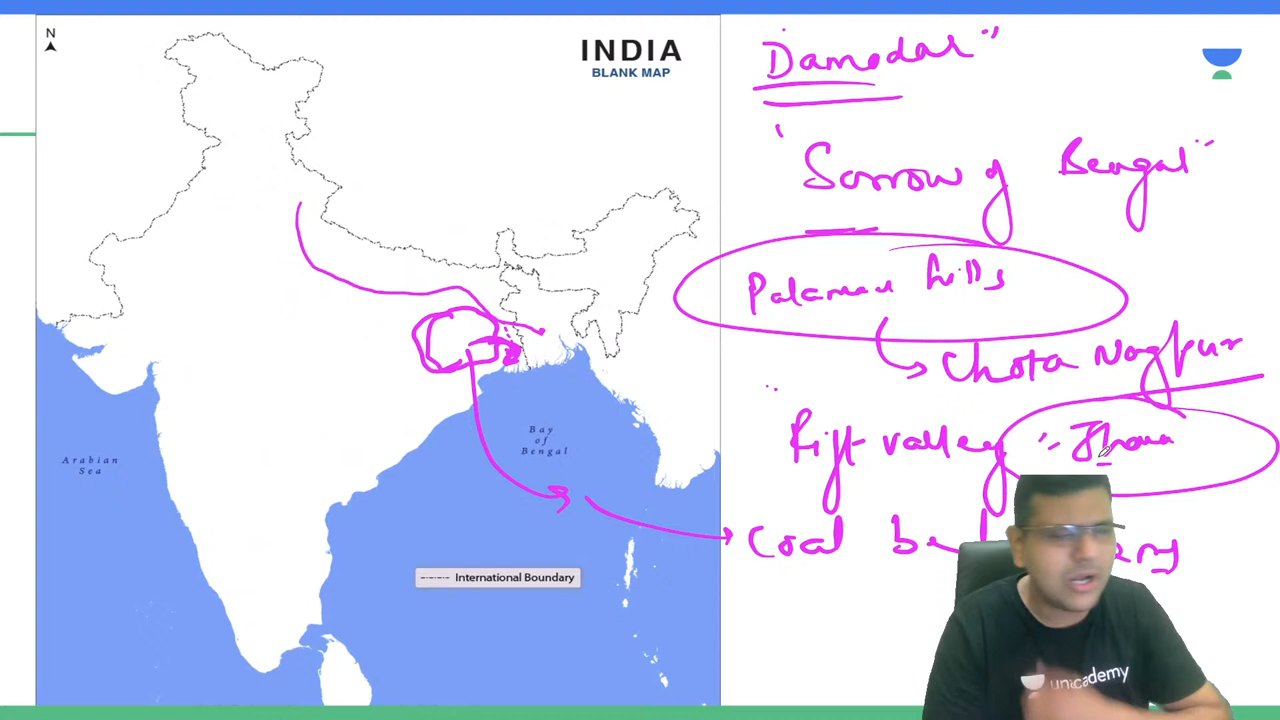 N
INDIA
BLANK MAP
Arabian
Sea
Bay
of
Bengal
International Boundary
Damodar"
"Sorrow of Bengal"
Palamau hills
Chota Nagpur
Rift valley
Coal
unacademy